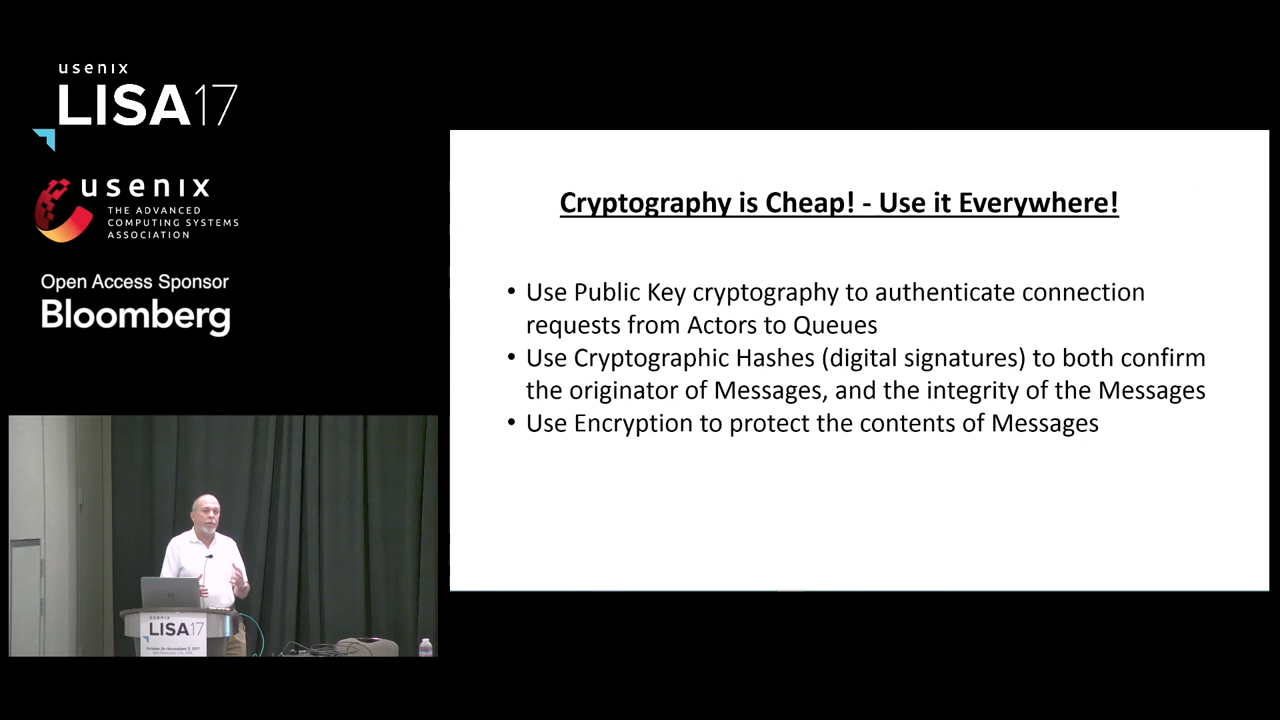 usenix
LISA17
usenix
THE ADVANCED
COMPUTING SYSTEMS
ASSOCIATION
Open Access Sponsor
Bloomberg
Cryptography is Cheap! - Use it Everywhere!
• Use Public Key cryptography to authenticate connection
requests from Actors to Queues
• Use Cryptographic Hashes (digital signatures) to both confirm
the originator of Messages, and the integrity of the Messages
• Use Encryption to protect the contents of Messages
usenix
LISA17